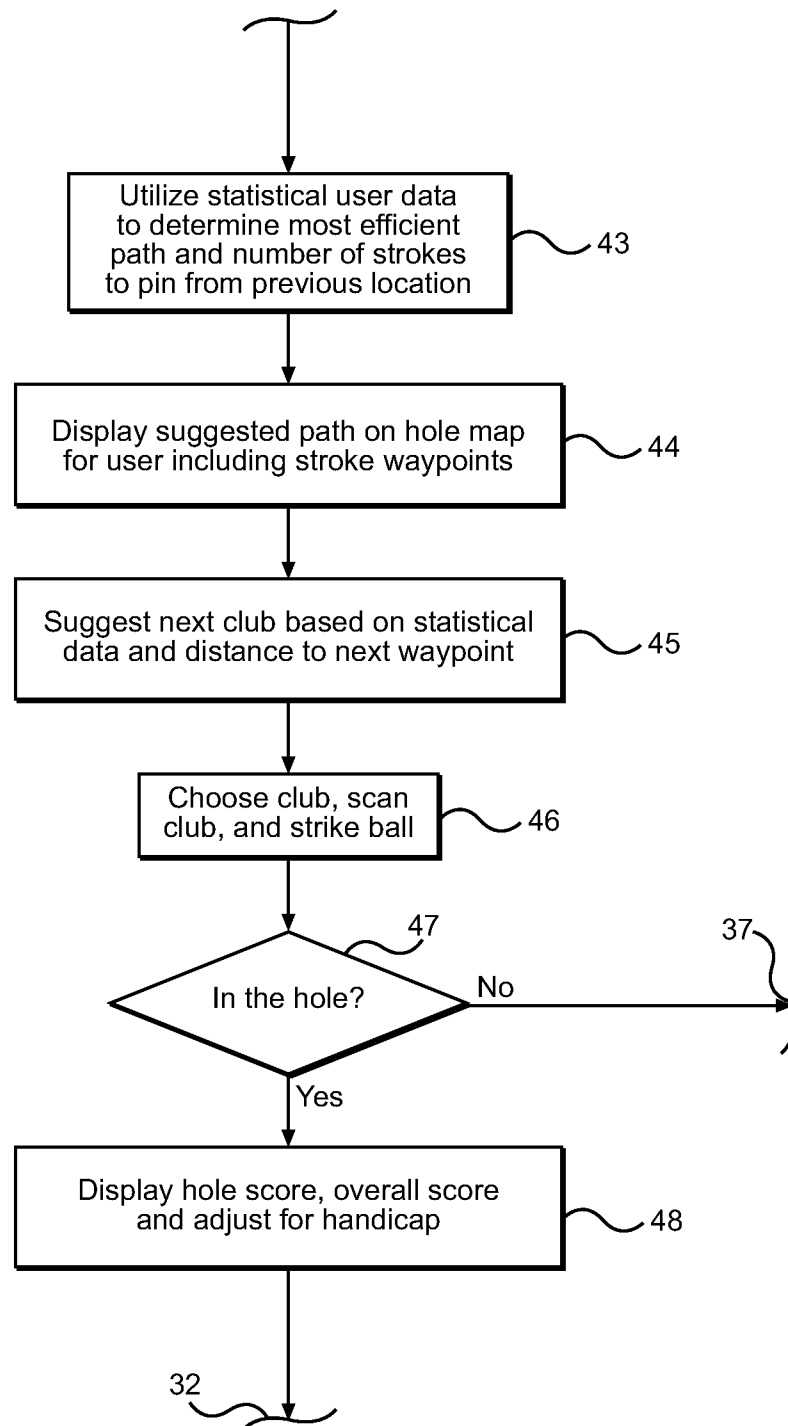 Utilize statistical user data
to determine most efficient
path and number of strokes
to pin from previous location
43
Display suggested path on hole map
for user including stroke waypoints
44
Suggest next club based on statistical
data and distance to next waypoint
45
Choose club, scan
club, and strike ball
46
47
37
In the hole?
No
Yes
Display hole score, overall score
and adjust for handicap
48
32